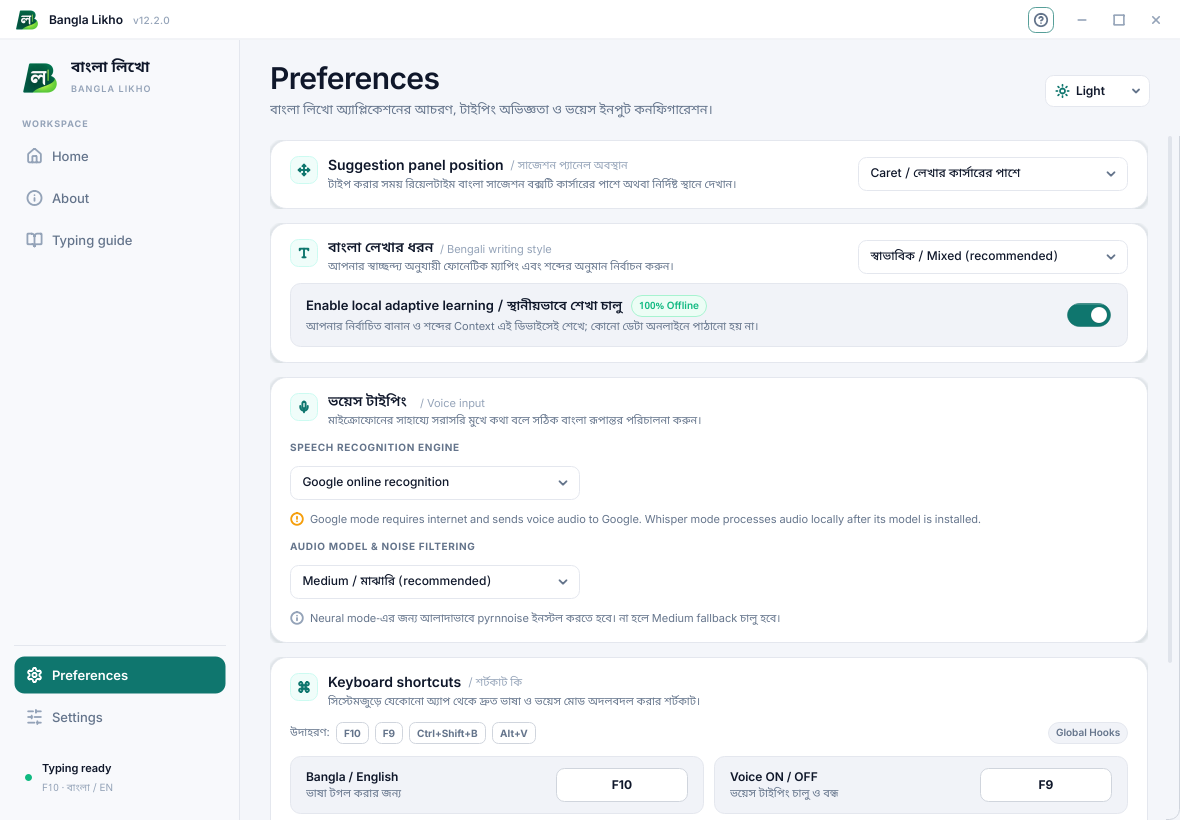 Bangla Likho v12.2.0
বাংলা লিখো
BANGLA LIKHO
WORKSPACE
Home
About
Typing guide
Preferences
Settings
Typing ready
F10 · বাংলা / EN
Preferences
বাংলা লিখো অ্যাপ্লিকেশনের আচরণ, টাইপিং অভিজ্ঞতা ও ভয়েস ইনপুট কনফিগারেশন।
Light
Suggestion panel position / সাজেশন প্যানেল অবস্থান
টাইপ করার সময় রিয়েলটাইম বাংলা সাজেশন বক্সটি কার্সারের পাশে অথবা নির্দিষ্ট স্থানে দেখান।
Caret / লেখার কার্সারের পাশে
বাংলা লেখার ধরন / Bengali writing style
আপনার স্বাচ্ছন্দ্য অনুযায়ী ফোনেটিক ম্যাপিং এবং শব্দের অনুমান নির্বাচন করুন।
স্বাভাবিক / Mixed (recommended)
Enable local adaptive learning / স্থানীয়ভাবে শেখা চালু 100% Offline
আপনার নির্বাচিত বানান ও শব্দের Context এই ডিভাইসেই শেখে; কোনো ডেটা অনলাইনে পাঠানো হয় না।
ভয়েস টাইপিং / Voice input
মাইক্রোফোনের সাহায্যে সরাসরি মুখে কথা বলে সঠিক বাংলা রূপান্তর পরিচালনা করুন।
SPEECH RECOGNITION ENGINE
Google online recognition
Google mode requires internet and sends voice audio to Google. Whisper mode processes audio locally after its model is installed.
AUDIO MODEL & NOISE FILTERING
Medium / মাঝারি (recommended)
Neural mode-এর জন্য আলাদাভাবে pyrnnoise ইনস্টল করতে হবে। না হলে Medium fallback চালু হবে।
Keyboard shortcuts / শর্টকাট কি
সিস্টেমজুড়ে যেকোনো অ্যাপ থেকে দ্রুত ভাষা ও ভয়েস মোড অদলবদল করার শর্টকাট।
উদাহরণ: F10 F9 Ctrl+Shift+B Alt+V
Global Hooks
Bangla / English
ভাষা টগল করার জন্য
F10
Voice ON / OFF
ভয়েস টাইপিং চালু ও বন্ধ
F9